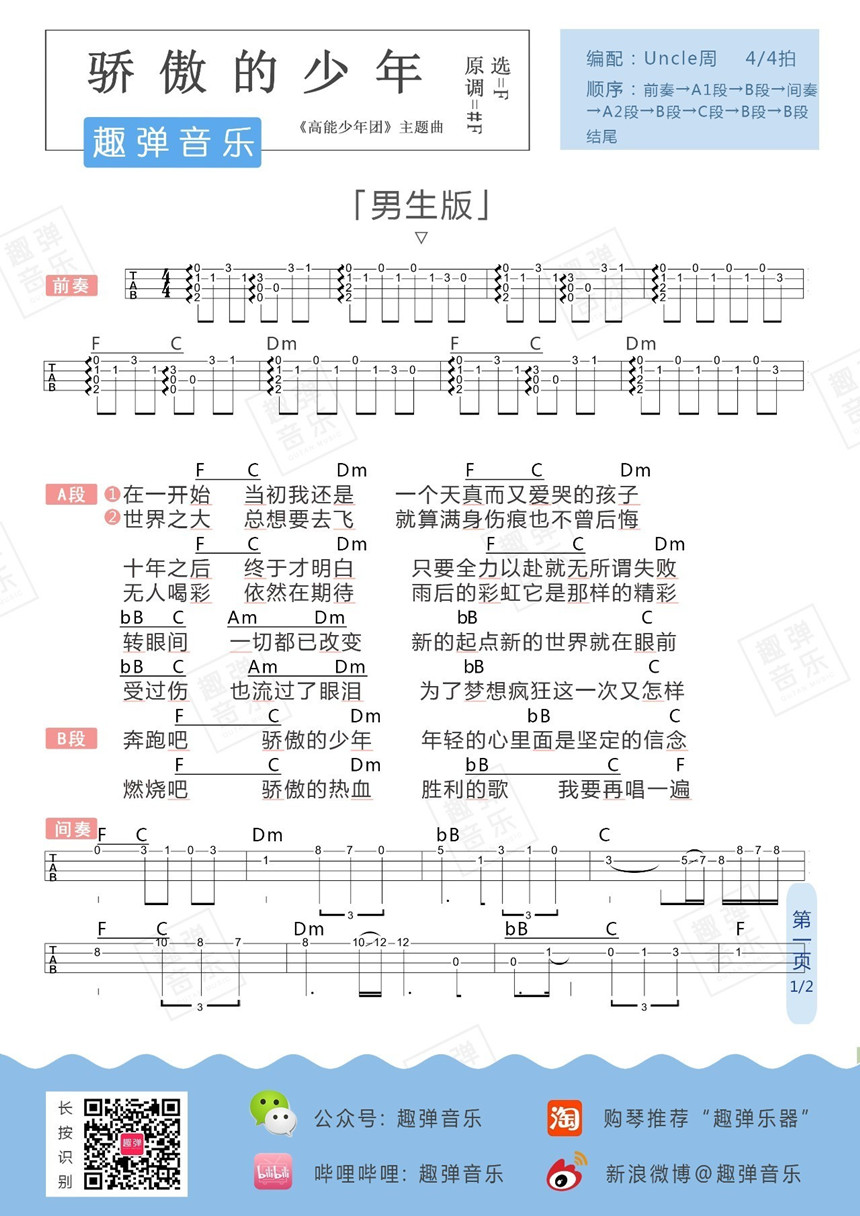 骄傲的少年
原调=#F
选=F
《高能少年团》主题曲
趣弹音乐
编配：Uncle周 4/4拍
顺序：前奏→A1段→B段→间奏
→A2段→B段→C段→B段→B段
结尾
「男生版」
前奏
F C Dm F C Dm
F C Dm F C Dm
A段 ①在一开始 当初我还是 一个天真而又爱哭的孩子
②世界之大 总想要去飞 就算满身伤痕也不曾后悔
F C Dm F C Dm
十年之后 终于才明白 只要全力以赴就无所谓失败
无人喝彩 依然在期待 雨后的彩虹它是那样的精彩
bB C Am Dm bB C
转眼间 一切都已改变 新的起点新的世界就在眼前
bB C Am Dm bB C
受过伤 也流过了眼泪 为了梦想疯狂这一次又怎样
F C Dm bB C
B段 奔跑吧 骄傲的少年 年轻的心里面是坚定的信念
F C Dm bB C F
燃烧吧 骄傲的热血 胜利的歌 我要再唱一遍
间奏 F C Dm bB C
F C Dm bB C F
第一页
1/2
长按识别
趣弹
公众号：趣弹音乐
淘 购琴推荐“趣弹乐器”
bilibili 哔哩哔哩：趣弹音乐
新浪微博@趣弹音乐